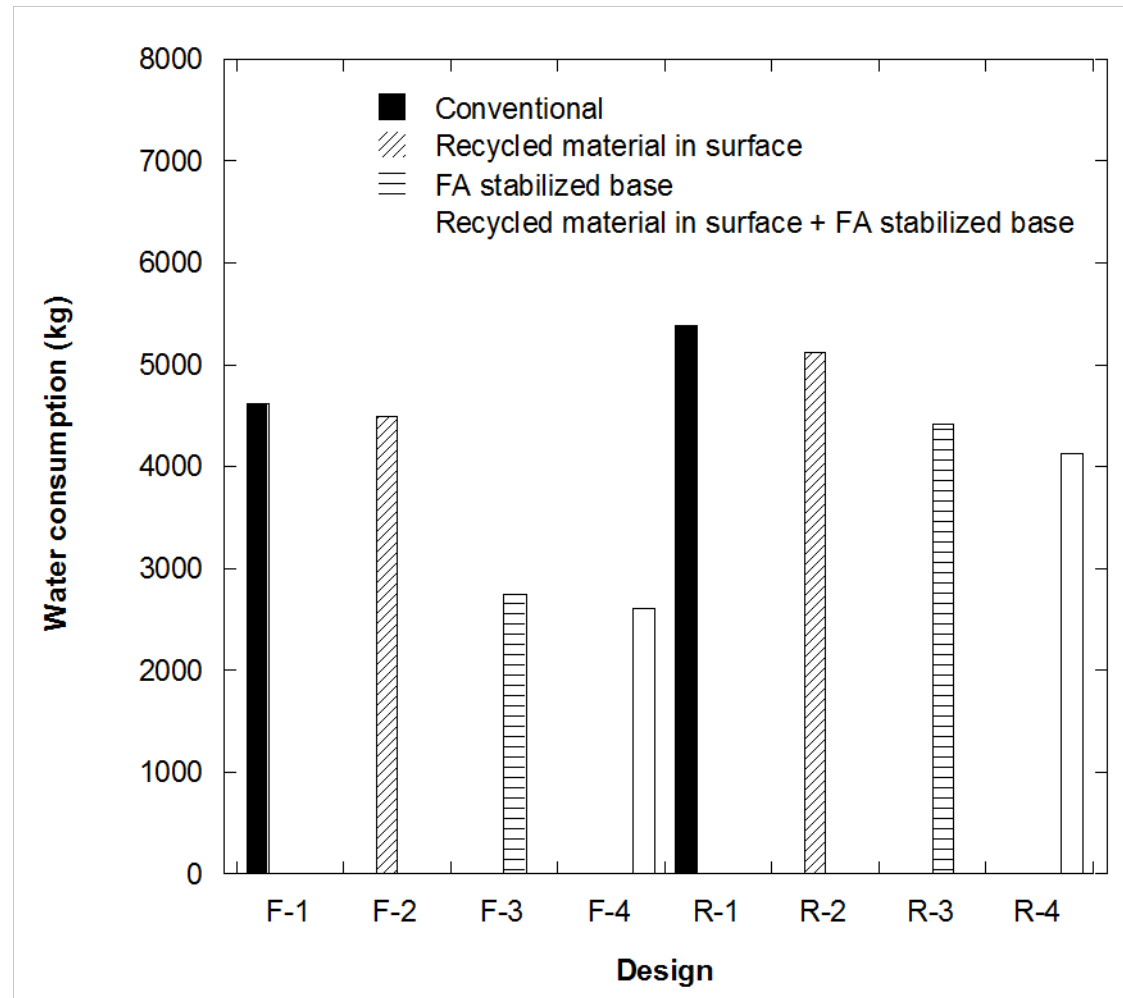 8000
7000
6000
5000
4000
3000
2000
1000
0
Water consumption (kg)
Conventional
Recycled material in surface
FA stabilized base
Recycled material in surface + FA stabilized base
F-1 F-2 F-3 F-4 R-1 R-2 R-3 R-4
Design